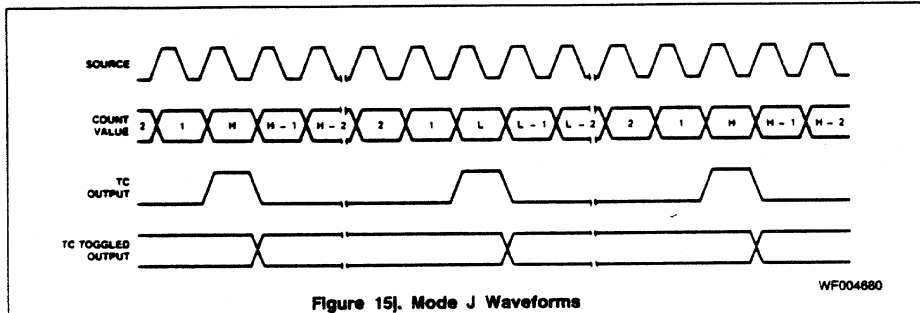 SOURCE
COUNT
VALUE
2 1 H H - 1 H - 2 2 1 L L - 1 L - 2 2 1 H H - 1 H - 2
TC
OUTPUT
TC TOGGLED
OUTPUT
WF004680
Figure 15j. Mode J Waveforms